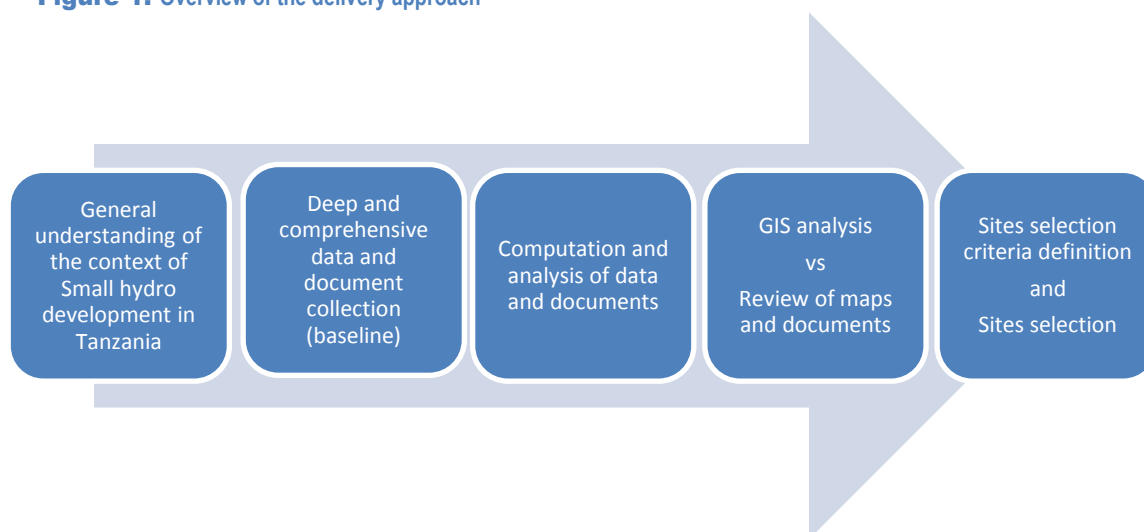 Figure 1. Overview of the delivery approach
General
understanding of
the context of
Small hydro
development in
Tanzania
Deep and
comprehensive
data and
document
collection
(baseline)
Computation and
analysis of data
and documents
GIS analysis
vs
Review of maps
and documents
Sites selection
criteria definition
and
Sites selection